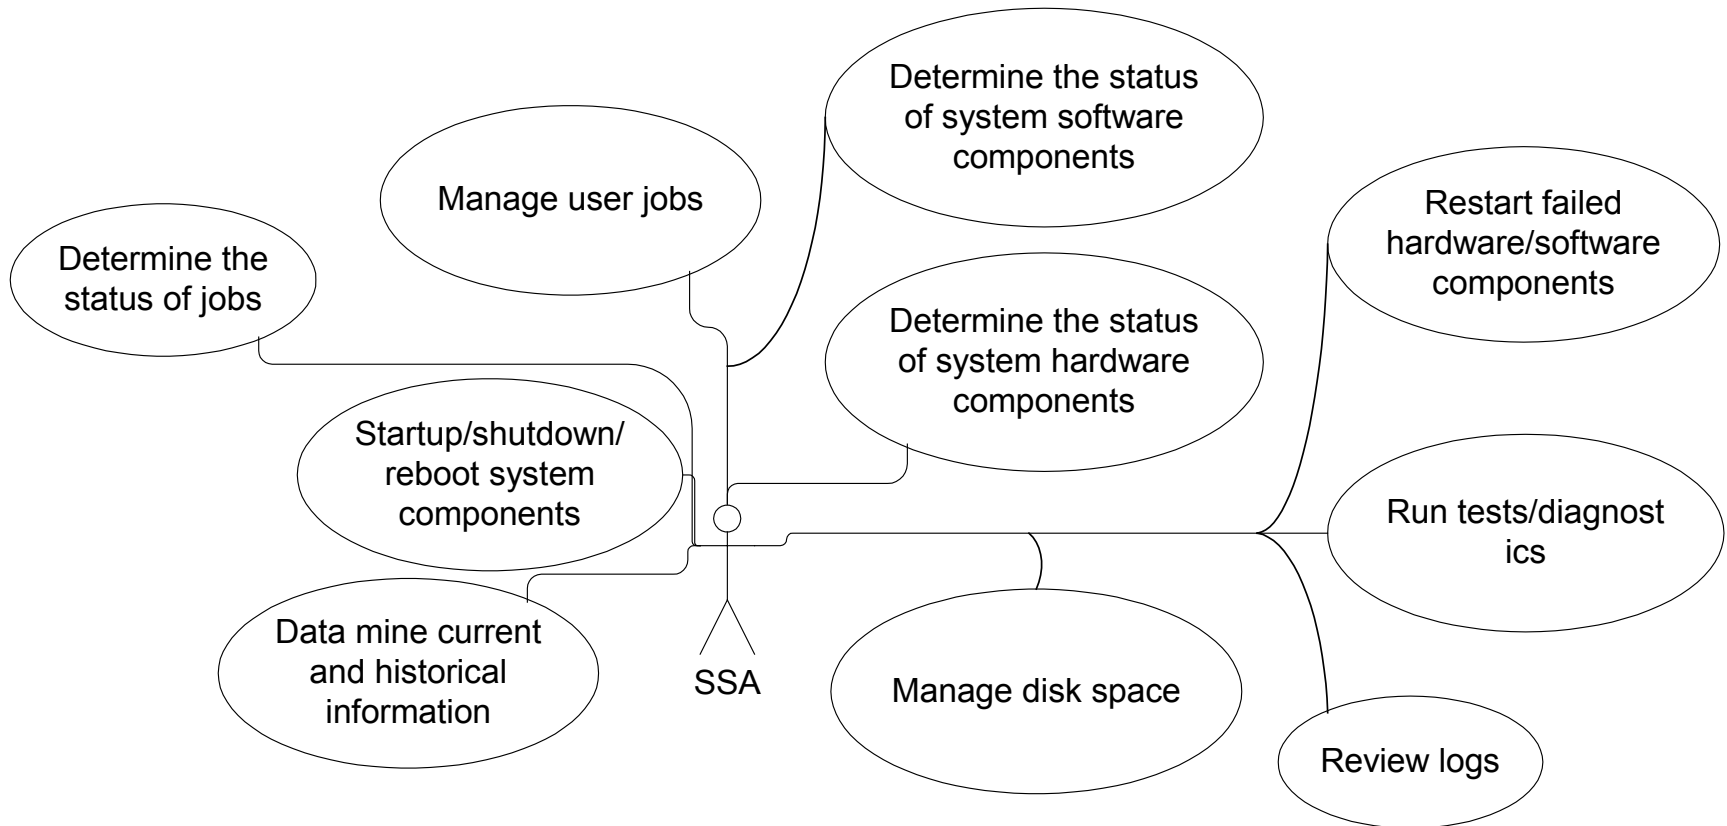 Determine the status
of system software
components
Manage user jobs
Restart failed
hardware/software
components
Determine the
status of jobs
Determine the status
of system hardware
components
Startup/shutdown/
reboot system
components
Run tests/diagnost
ics
Data mine current
and historical
information
SSA
Manage disk space
Review logs